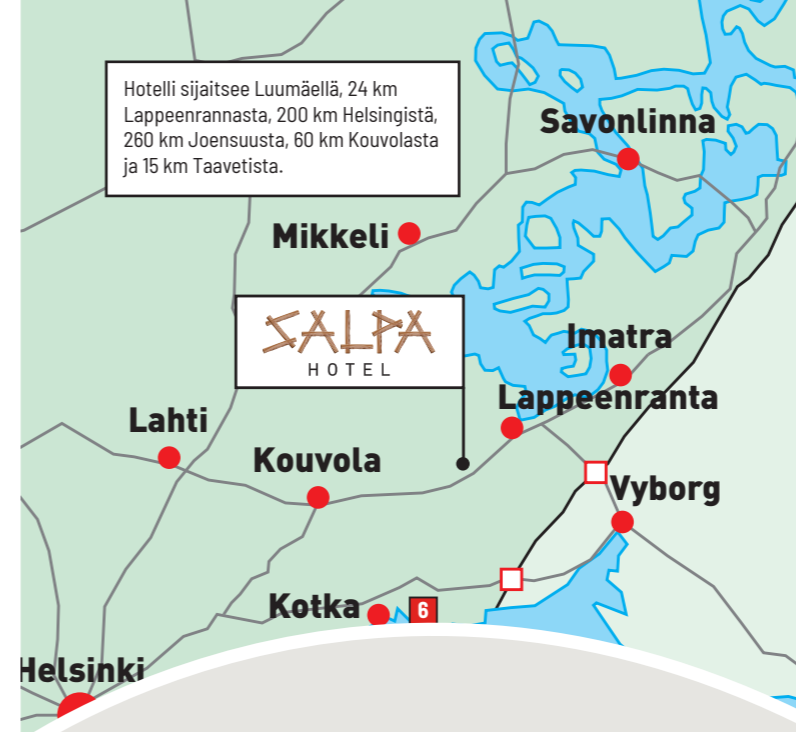 Hotelli sijaitsee Luumäellä, 24 km
Lappeenrannasta, 200 km Helsingistä,
260 km Joensuusta, 60 km Kouvolasta
ja 15 km Taavetista.
Savonlinna
Mikkeli
SALPA
HOTEL
Imatra
Lappeenranta
Lahti
Kouvola
Vyborg
Kotka
6
Helsinki